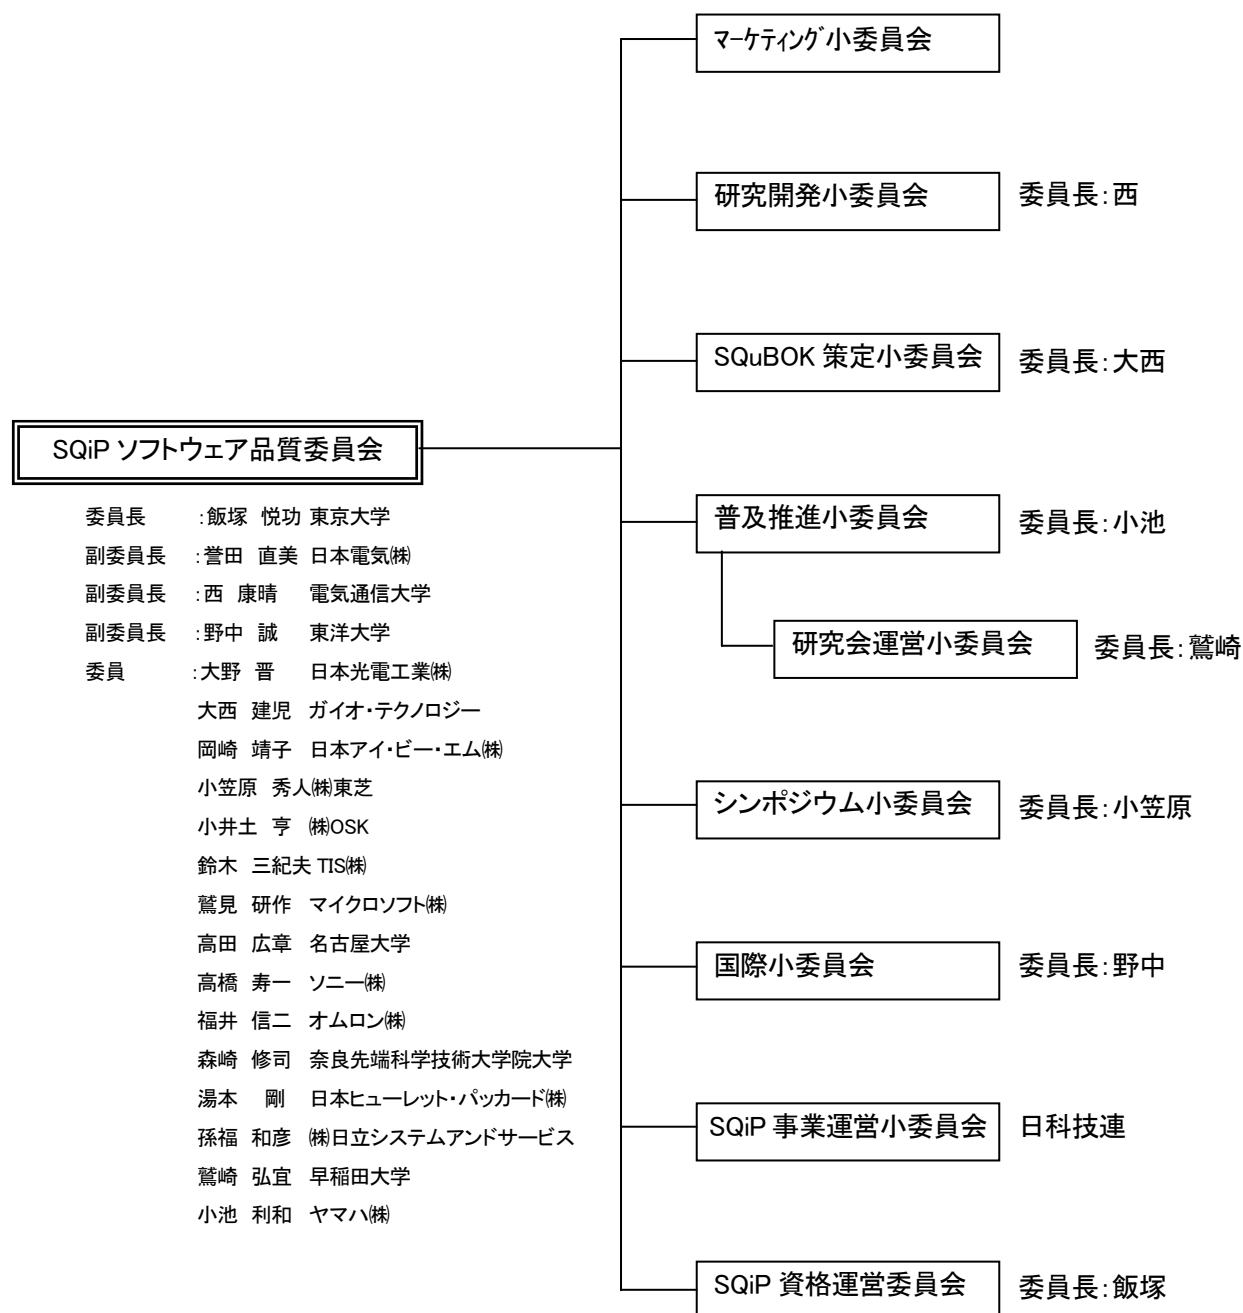 マーケティング小委員会
研究開発小委員会 委員長:西
SQuBOK 策定小委員会 委員長:大西
SQiP ソフトウェア品質委員会
委員長 :飯塚 悦功 東京大学
副委員長 :誉田 直美 日本電気㈱
副委員長 :西 康晴 電気通信大学
副委員長 :野中 誠 東洋大学
委員 :大野 晋 日本光電工業㈱
大西 建児 ガイオ・テクノロジー
岡崎 靖子 日本アイ・ビー・エム㈱
小笠原 秀人㈱東芝
小井土 亨 ㈱OSK
鈴木 三紀夫 TIS㈱
鷲見 研作 マイクロソフト㈱
高田 広章 名古屋大学
高橋 寿一 ソニー㈱
福井 信二 オムロン㈱
森崎 修司 奈良先端科学技術大学院大学
湯本 剛 日本ヒューレット・パッカード㈱
孫福 和彦 ㈱日立システムアンドサービス
鷲崎 弘宜 早稲田大学
小池 利和 ヤマハ㈱
普及推進小委員会 委員長:小池
研究会運営小委員会 委員長:鷲崎
シンポジウム小委員会 委員長:小笠原
国際小委員会 委員長:野中
SQiP 事業運営小委員会 日科技連
SQiP 資格運営委員会 委員長:飯塚